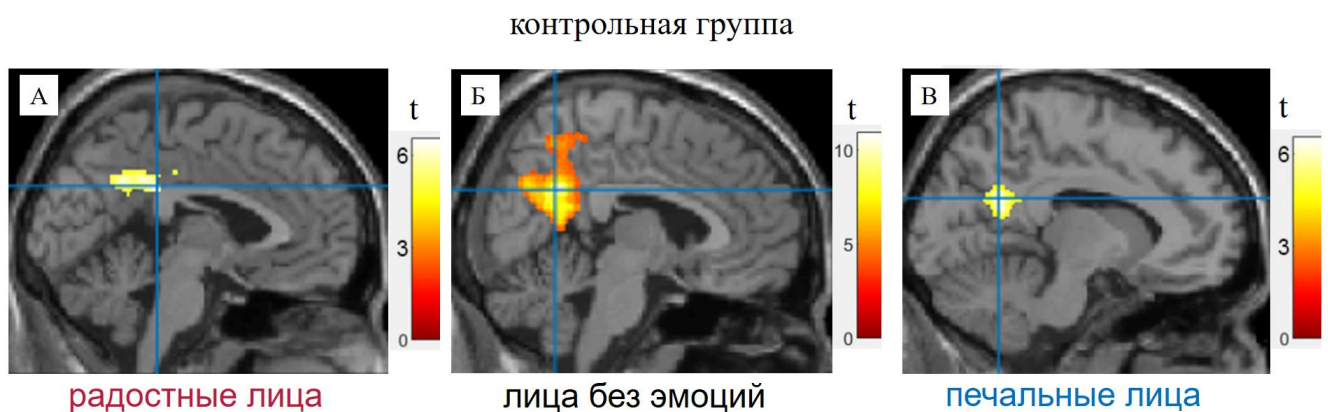 контрольная группа
А
t
6
3
0
Б
t
10
5
0
В
t
6
3
0
радостные лица
лица без эмоций
печальные лица